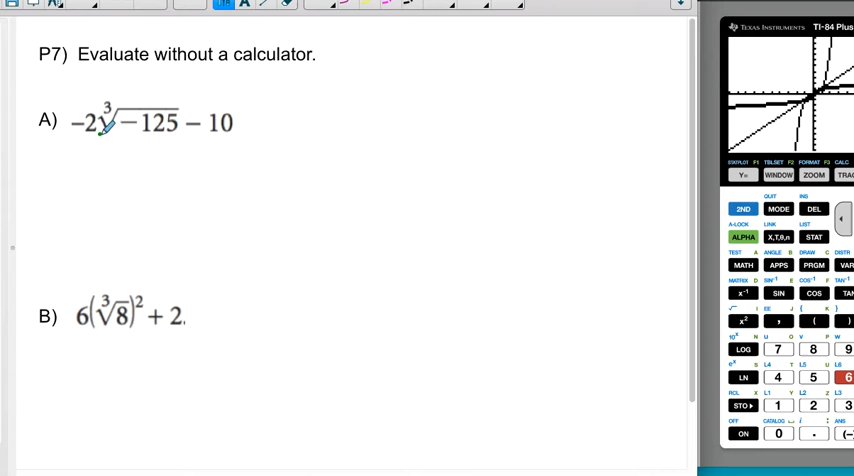 P7) Evaluate without a calculator.
A) −2∛−125 − 10
B) 6(∛8)² + 2.
TEXAS INSTRUMENTS TI-84 Plus
STATPLOT F1 TBLSET F2 FORMAT F3 CALC
Y= WINDOW ZOOM
QUIT INS
2ND MODE DEL
A-LOCK LINK LIST
ALPHA X,T,θ,n STAT
TEST A ANGLE B DRAW C DISTR
MATH APPS PRGM
MATRIX D SIN⁻¹ E COS⁻¹ F TAN⁻¹
x⁻¹ SIN COS
√ I EE J { K }
x² , ( )
10ˣ N u O v P w
LOG 7 8 9
eˣ S L4 T L5 U L6
LN 4 5 6
RCL X L1 Y L2 Z L3
STO▸ 1 2 3
OFF CATALOG ⎵ i : ANS
ON 0 . (−)